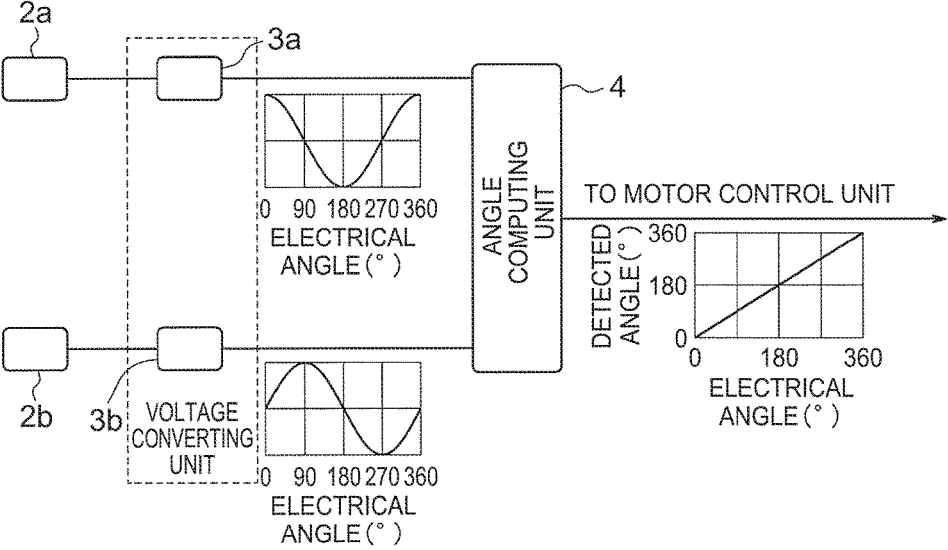 2a
3a
4
0 90 180 270 360
ELECTRICAL
ANGLE(°)
ANGLE
COMPUTING
UNIT
TO MOTOR CONTROL UNIT
DETECTED
ANGLE(°)
360
180
0
0 180 360
ELECTRICAL
ANGLE(°)
2b
3b
VOLTAGE
CONVERTING
UNIT
0 90 180 270 360
ELECTRICAL
ANGLE(°)